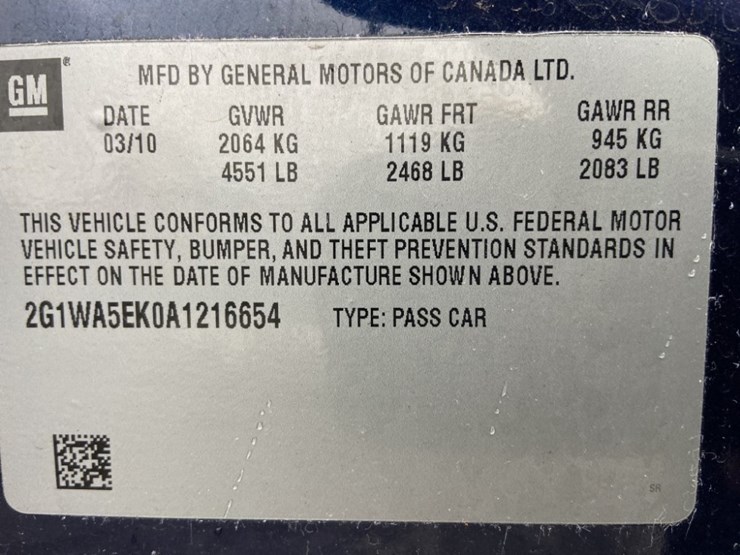 GM®
MFD BY GENERAL MOTORS OF CANADA LTD.
DATE GVWR GAWR FRT GAWR RR
03/10 2064 KG 1119 KG 945 KG
4551 LB 2468 LB 2083 LB
THIS VEHICLE CONFORMS TO ALL APPLICABLE U.S. FEDERAL MOTOR
VEHICLE SAFETY, BUMPER, AND THEFT PREVENTION STANDARDS IN
EFFECT ON THE DATE OF MANUFACTURE SHOWN ABOVE.
2G1WA5EK0A1216654 TYPE: PASS CAR
SR